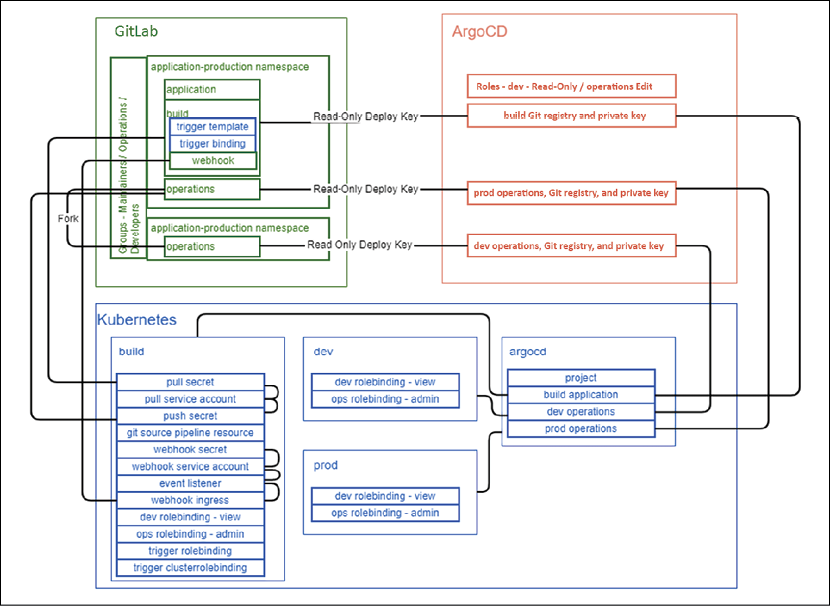 GitLab
ArgoCD
application-production namespace
application
build
trigger template
trigger binding
webhook
operations
application-production namespace
operations
Groups - Maintainers / Operations /
Developers
Fork
Read-Only Deploy Key
Read-Only Deploy Key
Read Only Deploy Key
Roles - dev - Read-Only / operations Edit
build Git registry and private key
prod operations, Git registry, and private key
dev operations, Git registry, and private key
Kubernetes
build
pull secret
pull service account
push secret
git source pipeline resource
webhook secret
webhook service account
event listener
webhook ingress
dev rolebinding - view
ops rolebinding - admin
trigger rolebinding
trigger clusterrolebinding
dev
dev rolebinding - view
ops rolebinding - admin
prod
dev rolebinding - view
ops rolebinding - admin
argocd
project
build application
dev operations
prod operations